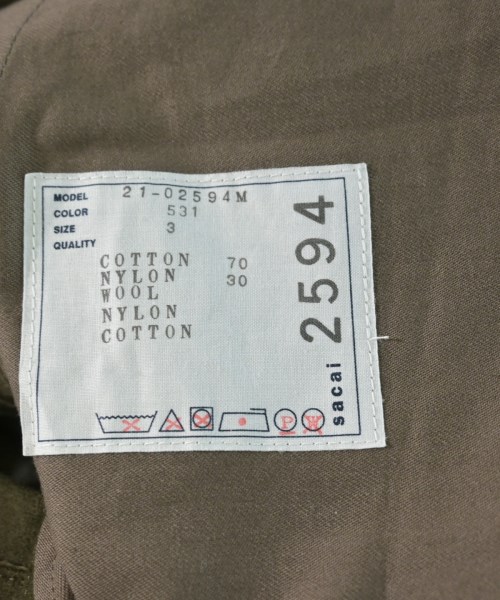 MODEL 21-02594M
COLOR 531
SIZE 3
QUALITY
COTTON 70
NYLON 30
WOOL
NYLON
COTTON
P W
sacai 2594